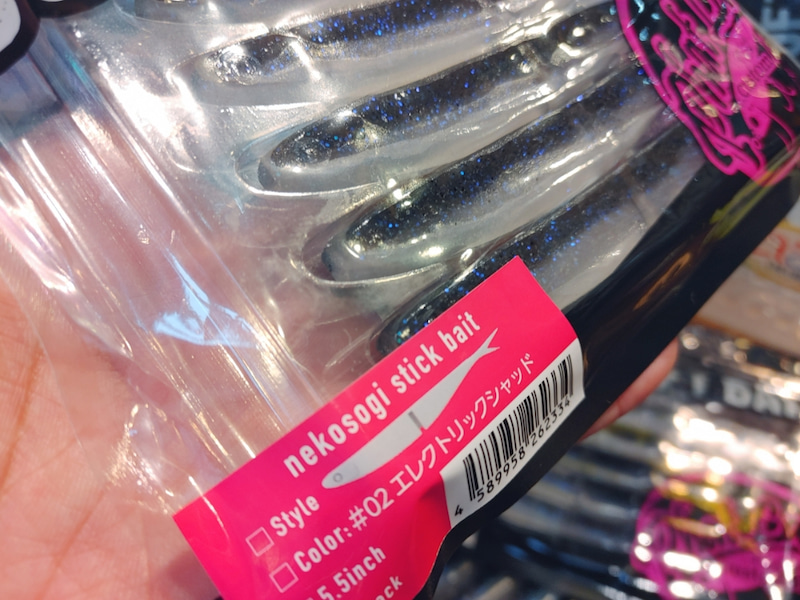 nekosogi stick bait
Style
Color:#02 エレクトリックシャッド
5.5inch
4 589958 262334